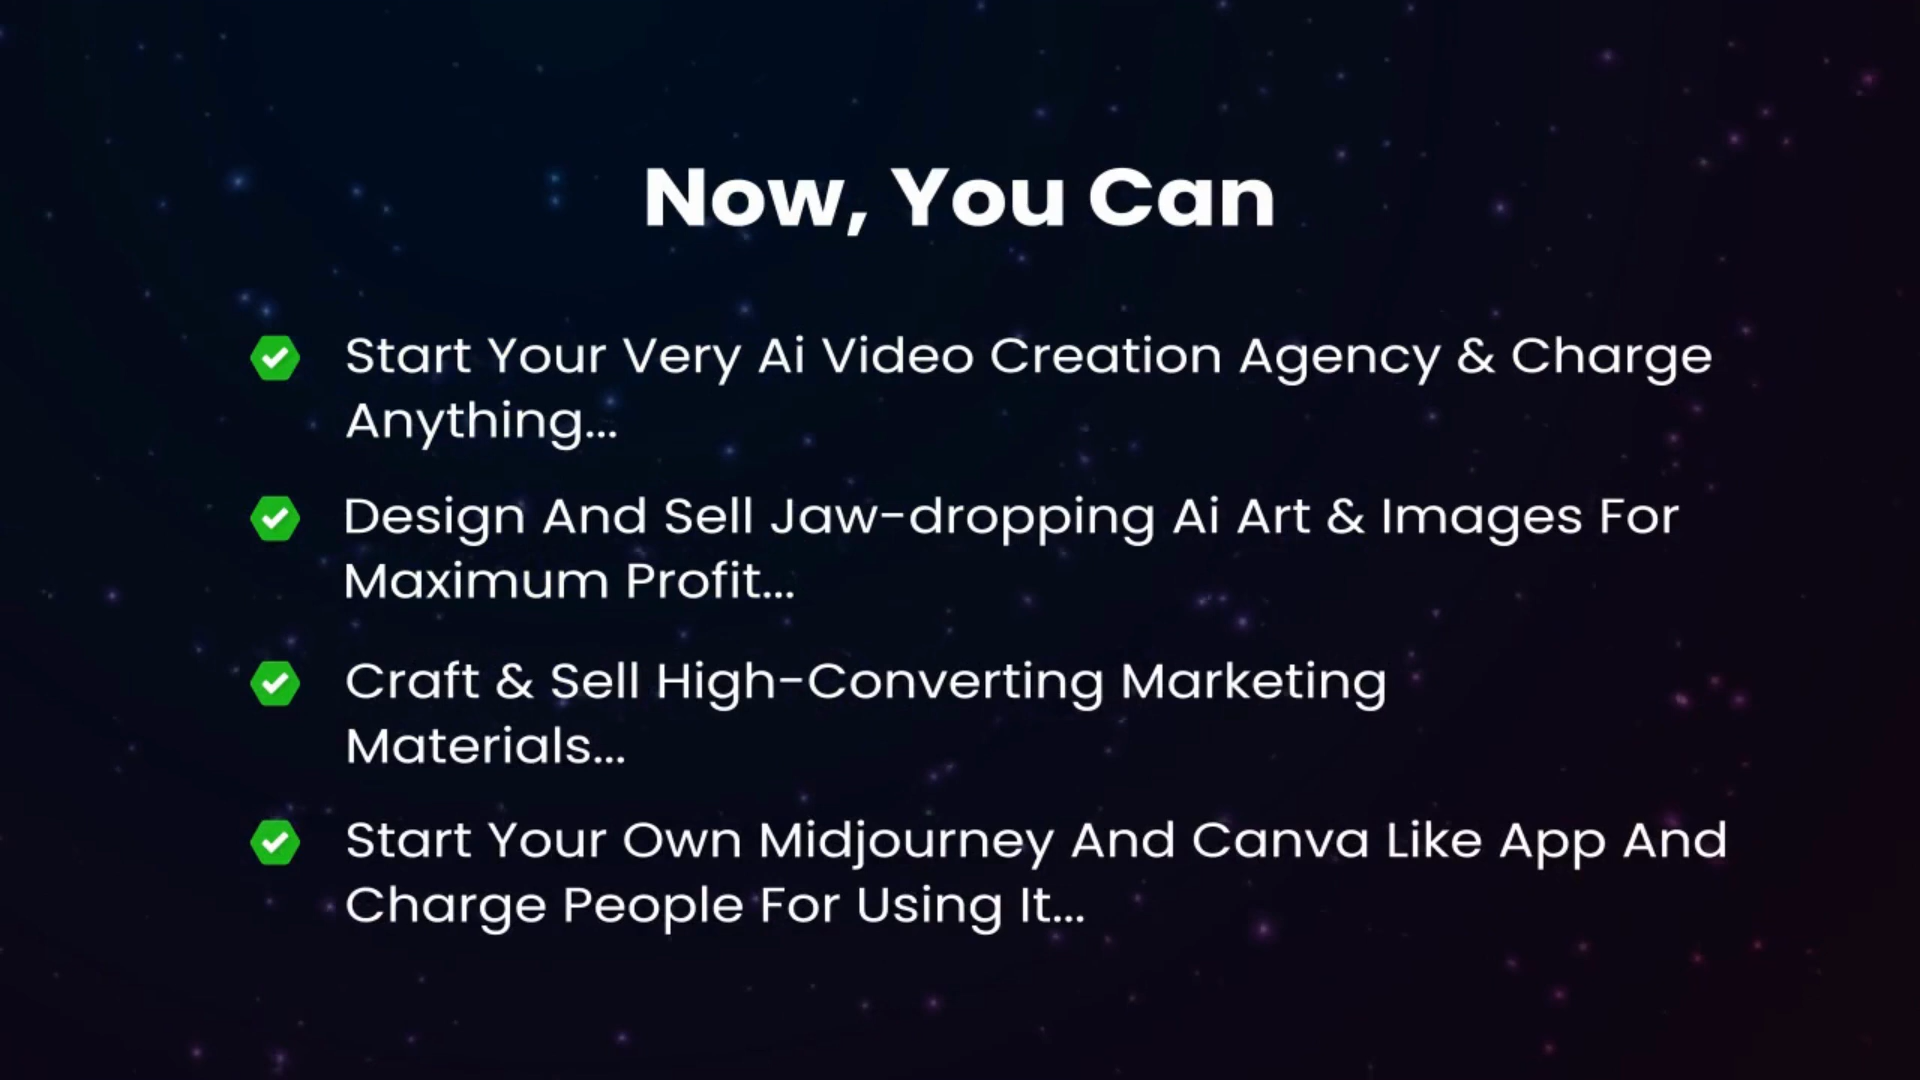 Now, You Can
Start Your Very Ai Video Creation Agency & Charge
Anything...
Design And Sell Jaw-dropping Ai Art & Images For
Maximum Profit...
Craft & Sell High-Converting Marketing
Materials...
Start Your Own Midjourney And Canva Like App And
Charge People For Using It...